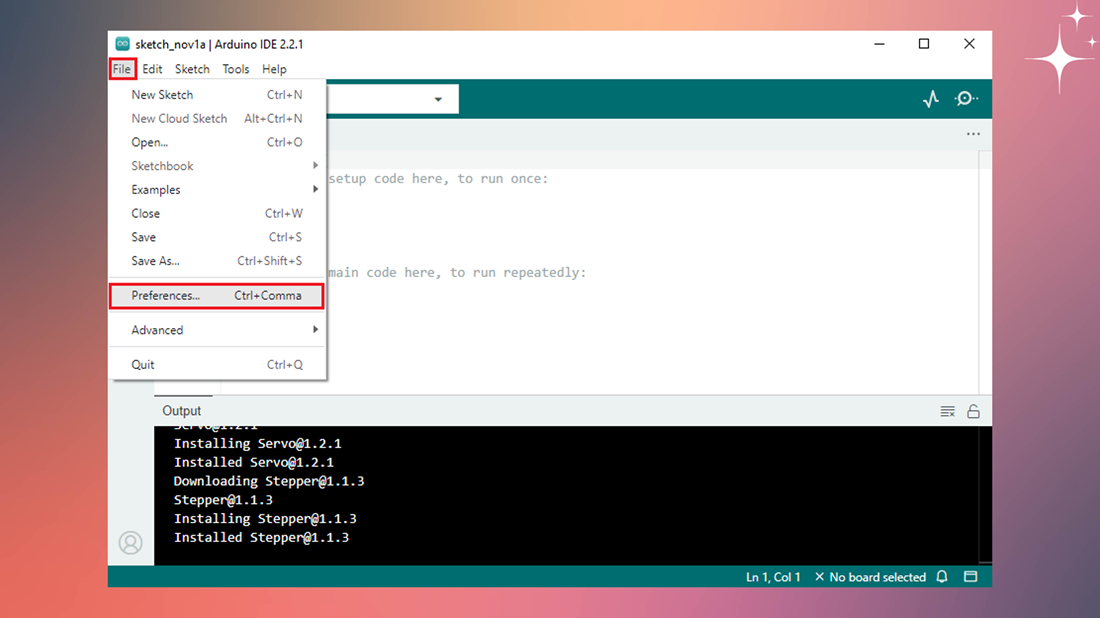 sketch_nov1a | Arduino IDE 2.2.1
File Edit Sketch Tools Help
New Sketch Ctrl+N
New Cloud Sketch Alt+Ctrl+N
Open... Ctrl+O
Sketchbook
Examples
Close Ctrl+W
Save Ctrl+S
Save As... Ctrl+Shift+S
Preferences... Ctrl+Comma
Advanced
Quit Ctrl+Q
setup code here, to run once:
main code here, to run repeatedly:
Output
Servo@1.2.1
Installing Servo@1.2.1
Installed Servo@1.2.1
Downloading Stepper@1.1.3
Stepper@1.1.3
Installing Stepper@1.1.3
Installed Stepper@1.1.3
Ln 1, Col 1 × No board selected